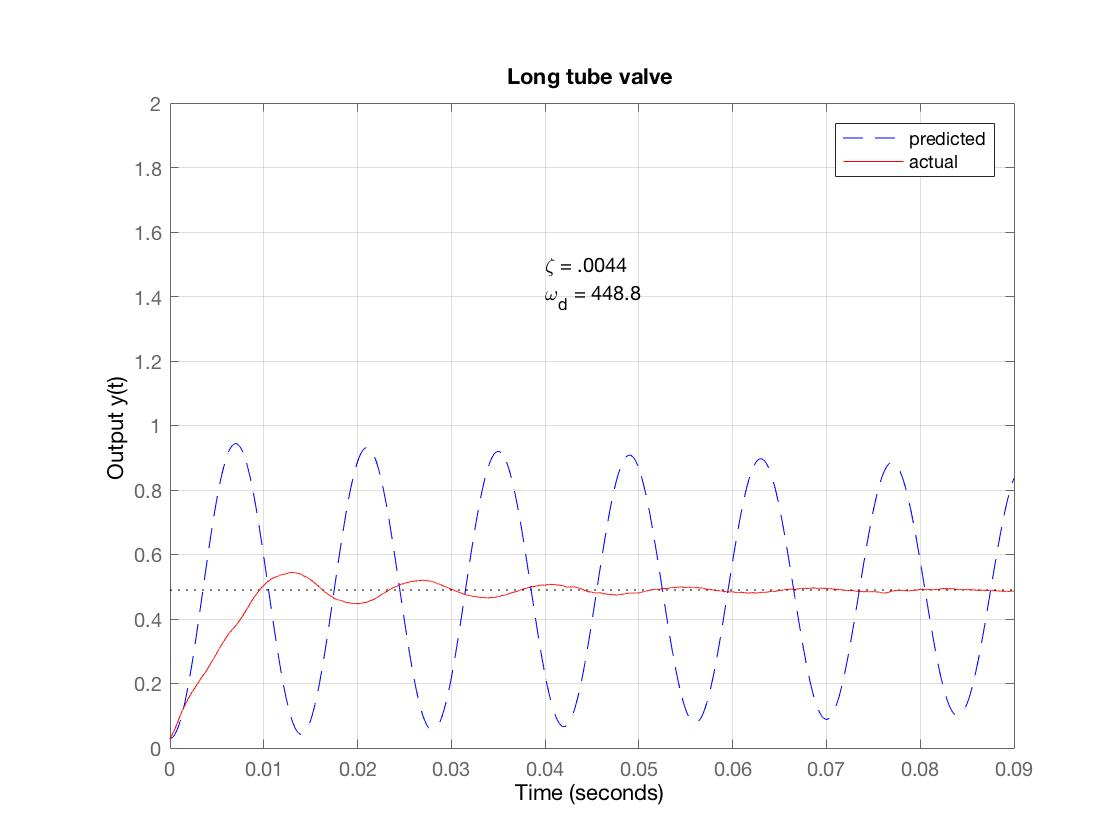 Long tube valve
2
1.8
1.6
1.4
1.2
1
0.8
0.6
0.4
0.2
0
Output y(t)
predicted
actual
ζ = .0044
ω_d = 448.8
0 0.01 0.02 0.03 0.04 0.05 0.06 0.07 0.08 0.09
Time (seconds)